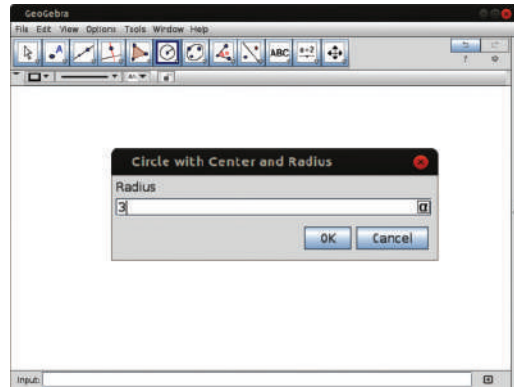 GeoGebra
File Edit View Options Tools Window Help
A ABC a=2
?
AA
Circle with Center and Radius
Radius
3 α
OK Cancel
Input: